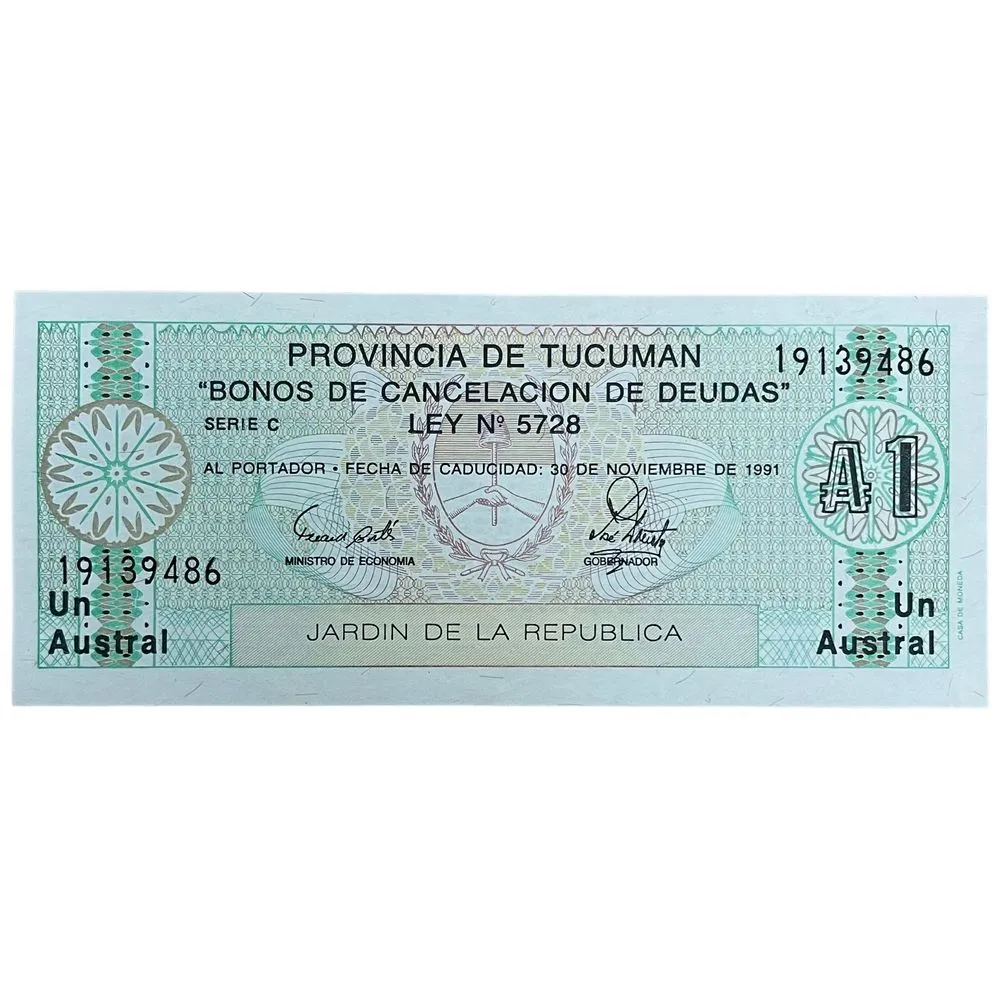 PROVINCIA DE TUCUMAN
19139486
"BONOS DE CANCELACION DE DEUDAS"
SERIE C
LEY Nº 5728
AL PORTADOR • FECHA DE CADUCIDAD: 30 DE NOVIEMBRE DE 1991
₳ 1
MINISTRO DE ECONOMIA
GOBERNADOR
19139486
Un
Austral
Un
Austral
JARDIN DE LA REPUBLICA
CASA DE MONEDA